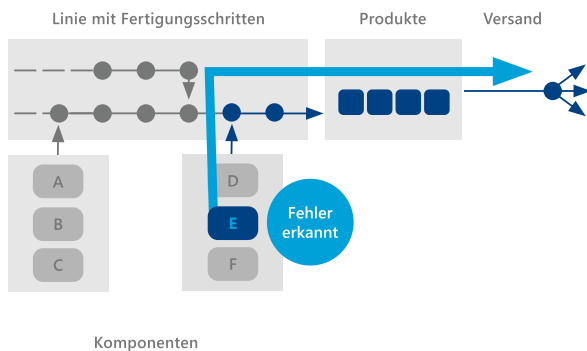 Linie mit Fertigungsschritten
Produkte
Versand
A
B
C
D
E
F
Fehler
erkannt
Komponenten